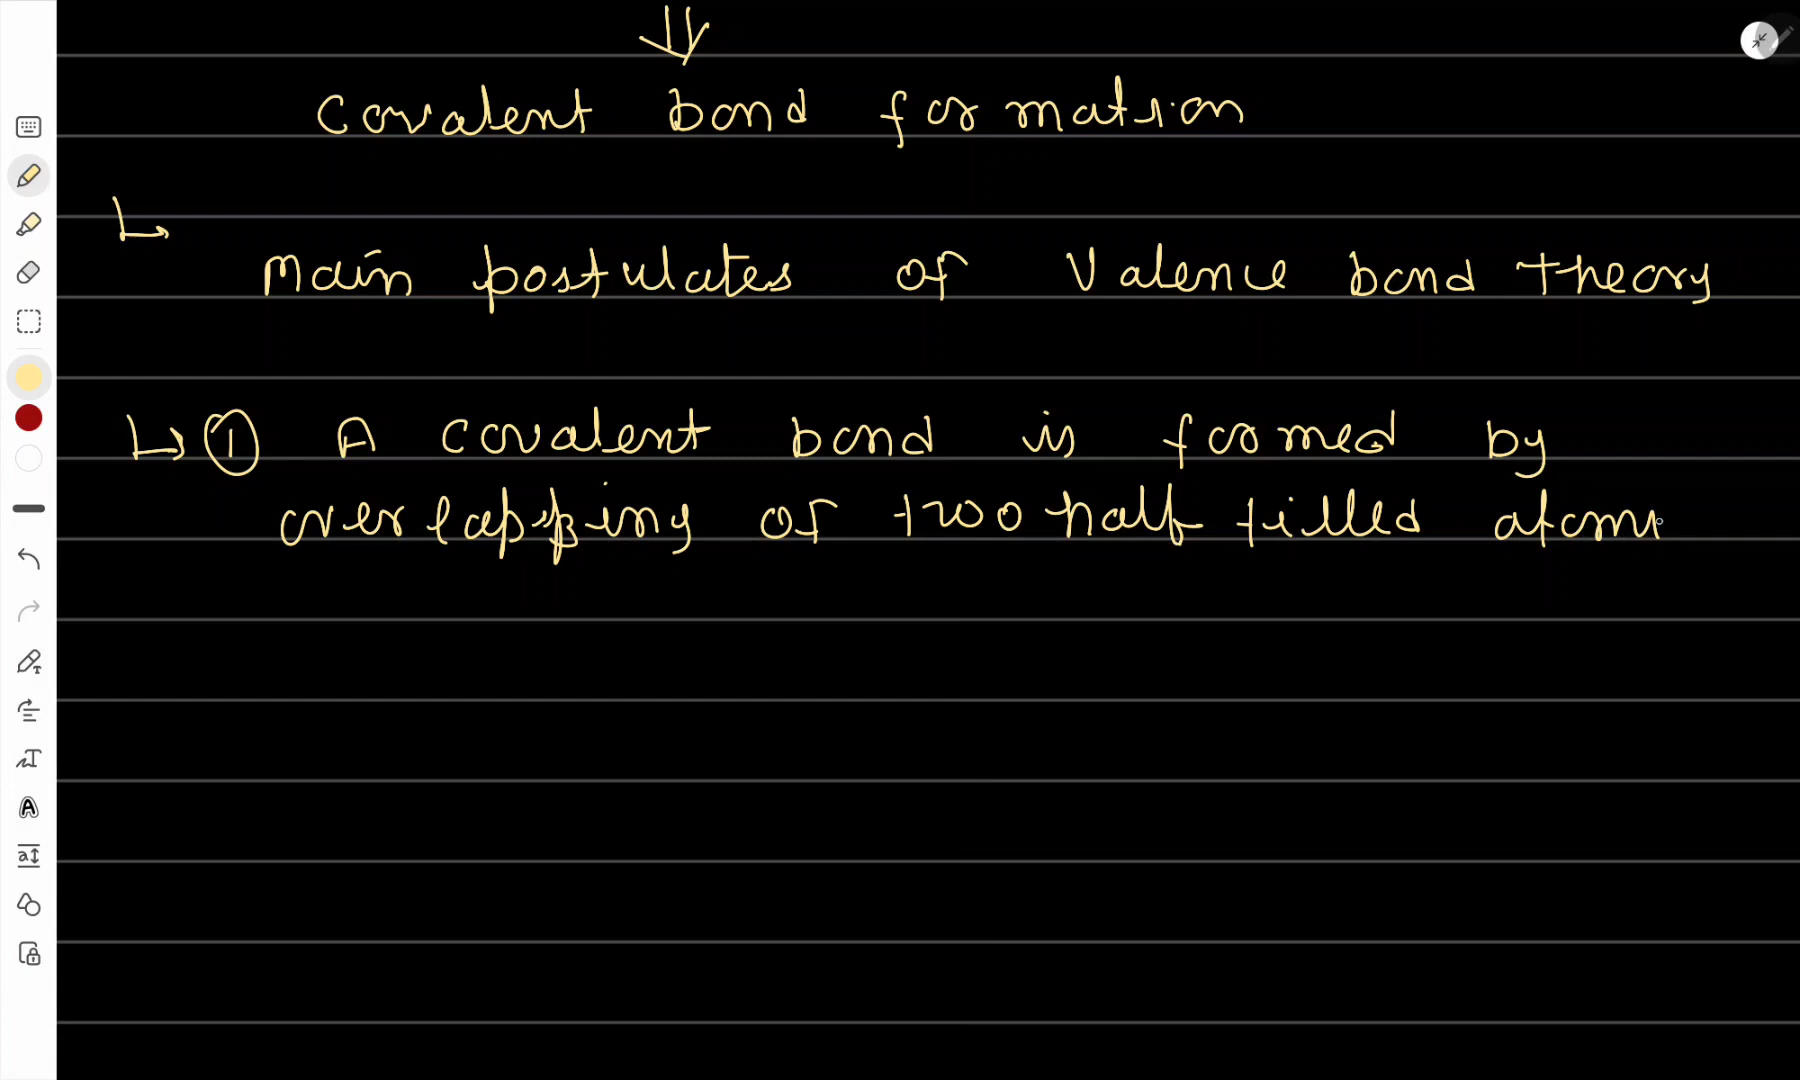 Covalent bond formation
Main postulates of Valence bond theory
① A covalent bond is formed by
overlapping of two half filled atomi